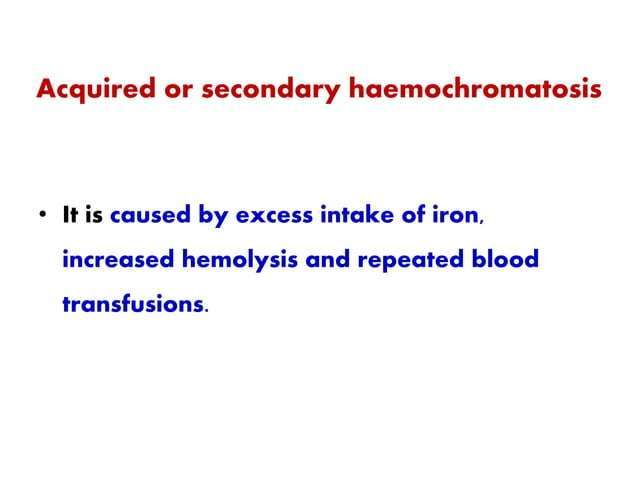 Acquired or secondary haemochromatosis
• It is caused by excess intake of iron,
increased hemolysis and repeated blood
transfusions.